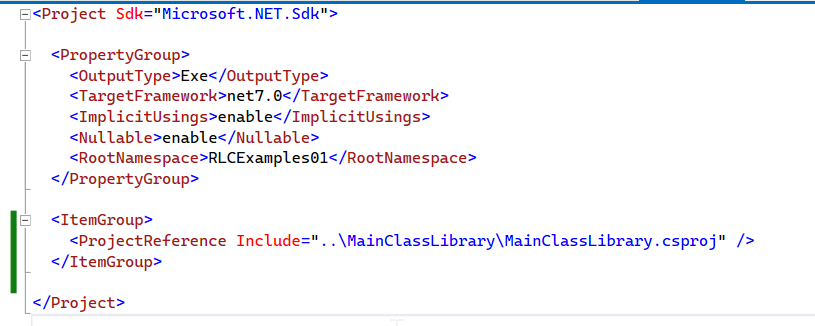 <Project Sdk="Microsoft.NET.Sdk">
<PropertyGroup>
<OutputType>Exe</OutputType>
<TargetFramework>net7.0</TargetFramework>
<ImplicitUsings>enable</ImplicitUsings>
<Nullable>enable</Nullable>
<RootNamespace>RLCExamples01</RootNamespace>
</PropertyGroup>
<ItemGroup>
<ProjectReference Include="..\MainClassLibrary\MainClassLibrary.csproj" />
</ItemGroup>
</Project>